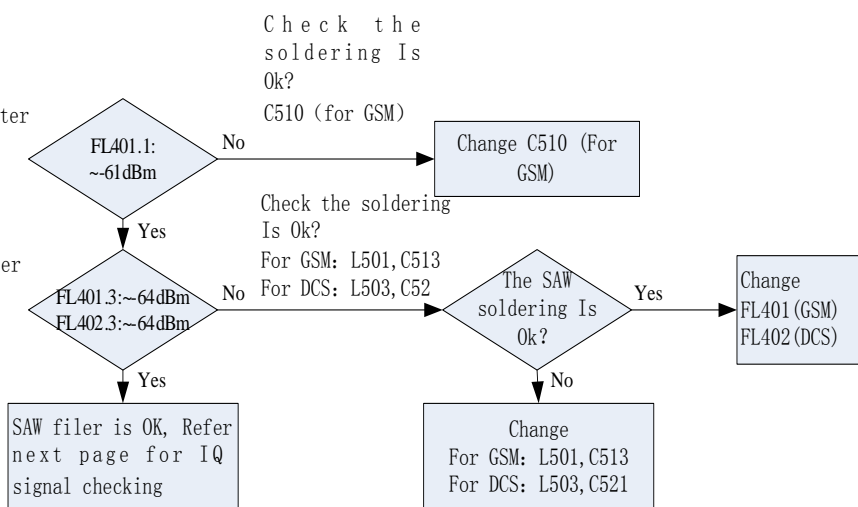 Check the
soldering Is
Ok?
C510 (for GSM)
ter
FL401.1:
~-61dBm
No
Change C510 (For
GSM)
Yes
Check the soldering
Is Ok?
For GSM: L501,C513
For DCS: L503,C52
er
FL401.3:~-64dBm
FL402.3:~-64dBm
No
The SAW
soldering Is
Ok?
Yes
Change
FL401(GSM)
FL402(DCS)
Yes
No
SAW filer is OK, Refer
next page for IQ
signal checking
Change
For GSM: L501,C513
For DCS: L503,C521